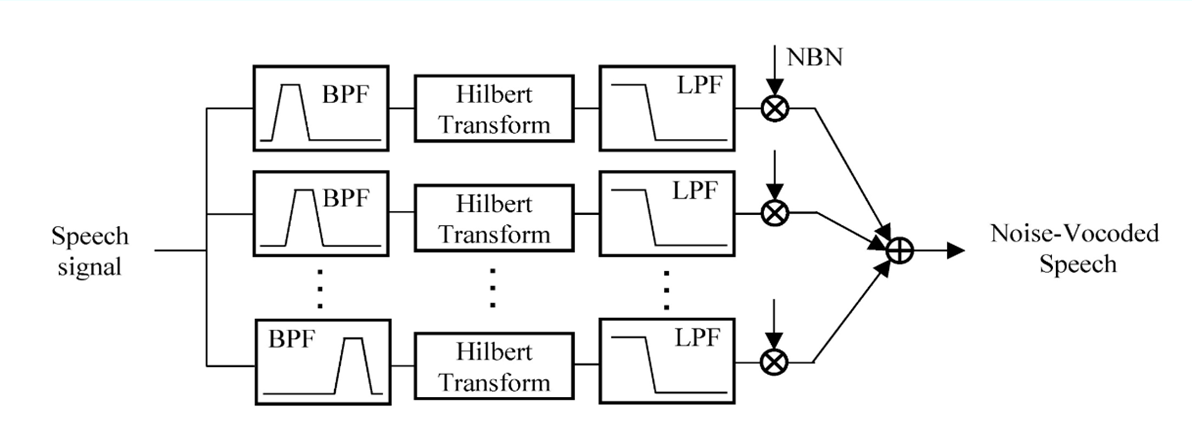 NBN
BPF
Hilbert
Transform
LPF
BPF
Hilbert
Transform
LPF
Speech
signal
Noise-Vocoded
Speech
BPF
Hilbert
Transform
LPF